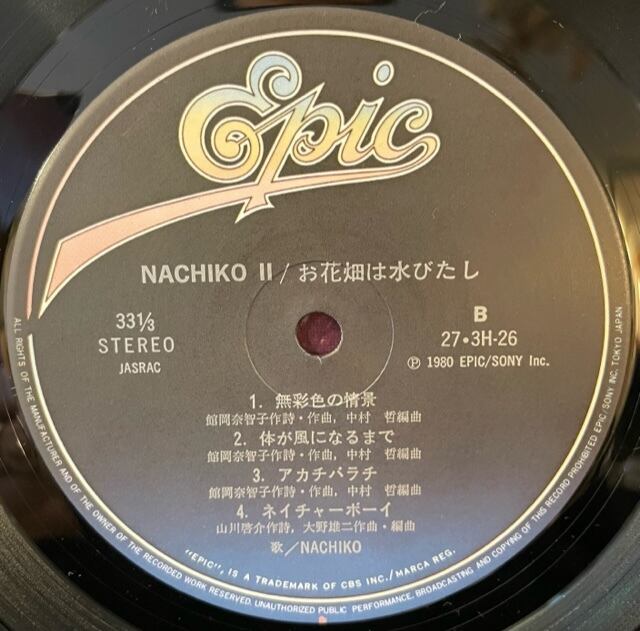 Epic
NACHIKO II/お花畑は水びたし
33⅓
STEREO
JASRAC
B
27・3H-26
Ⓟ 1980 EPIC/SONY Inc.
1. 無彩色の情景
館岡奈智子作詩・作曲, 中村 哲編曲
2. 体が風になるまで
館岡奈智子作詩・作曲, 中村 哲編曲
3. アカチバラチ
館岡奈智子作詩・作曲, 中村 哲編曲
4. ネイチャーボーイ
山川啓介作詩, 大野雄二作曲・編曲
歌/NACHIKO
"EPIC", IS A TRADEMARK OF CBS INC./MARCA REG.
ALL RIGHTS OF THE MANUFACTURER AND OF THE OWNER OF THE RECORDED WORK RESERVED. UNAUTHORIZED PUBLIC PERFORMANCE, BROADCASTING AND COPYING OF THIS RECORD PROHIBITED EPIC/SONY INC. TOKYO JAPAN